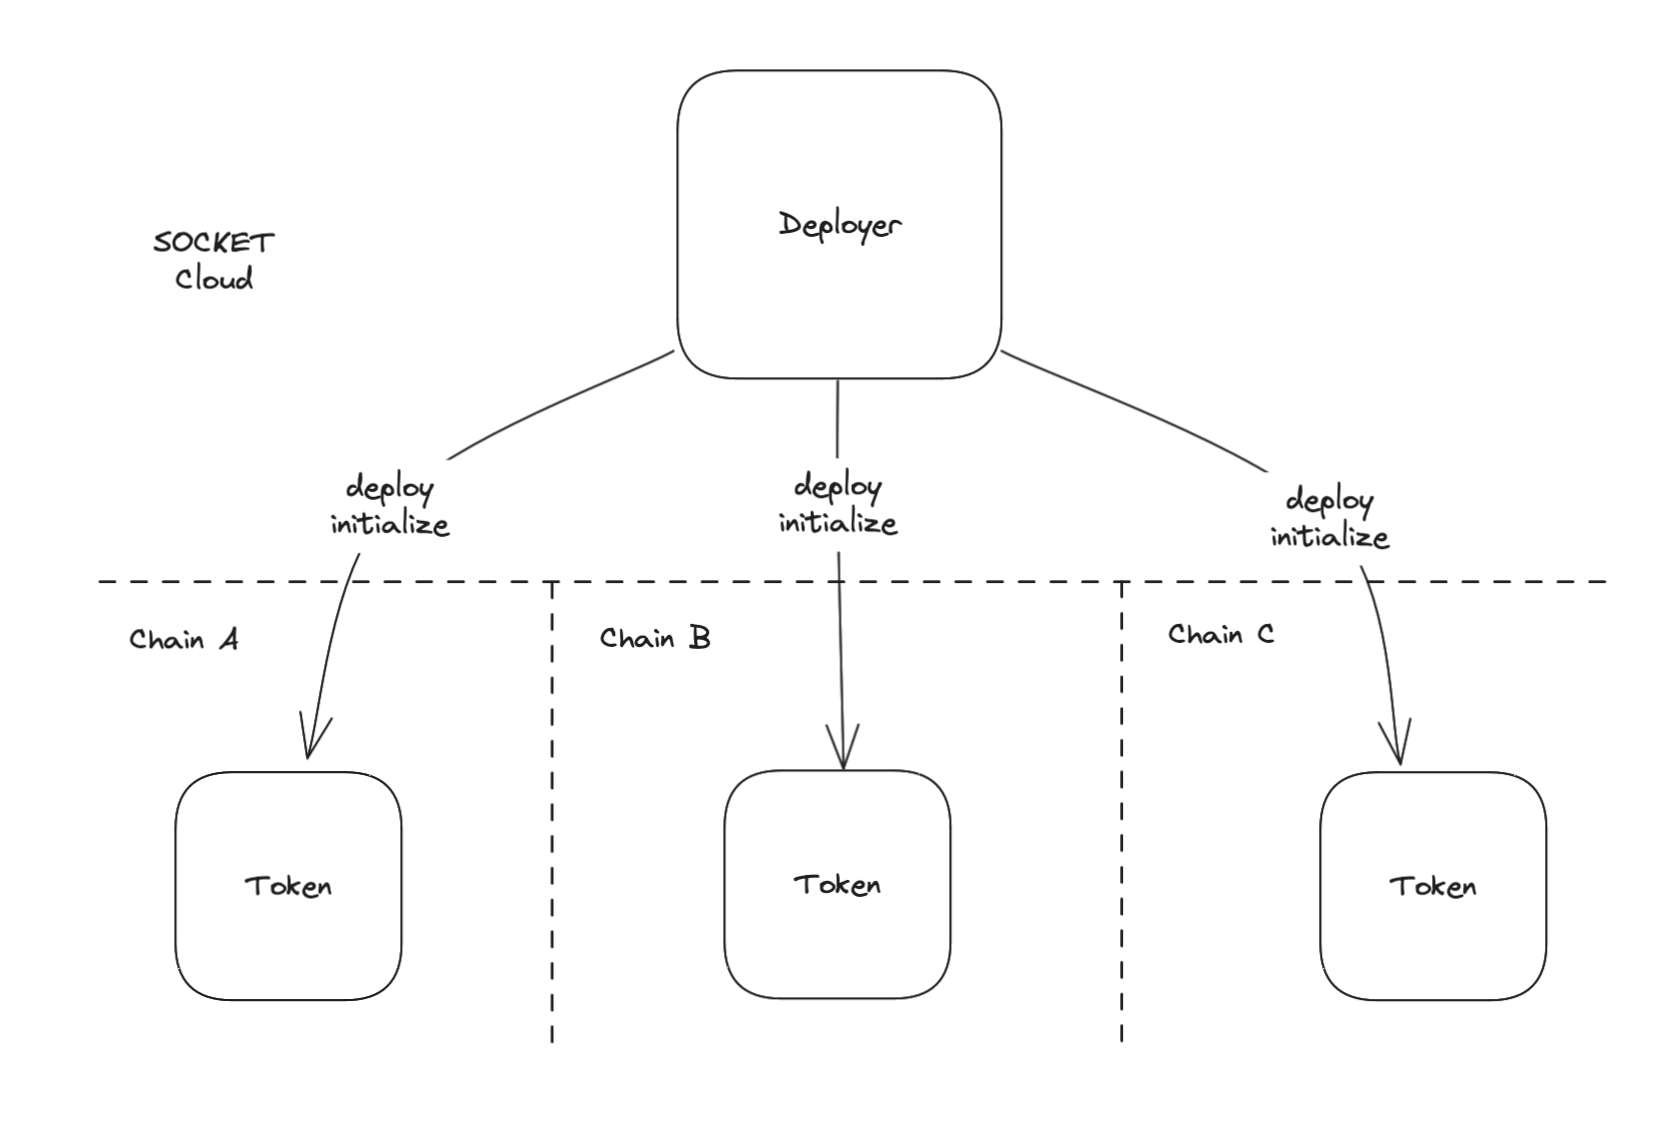 Deployer
SOCKET
Cloud
deploy
initialize
deploy
initialize
deploy
initialize
Chain A
Chain B
Chain C
Token
Token
Token